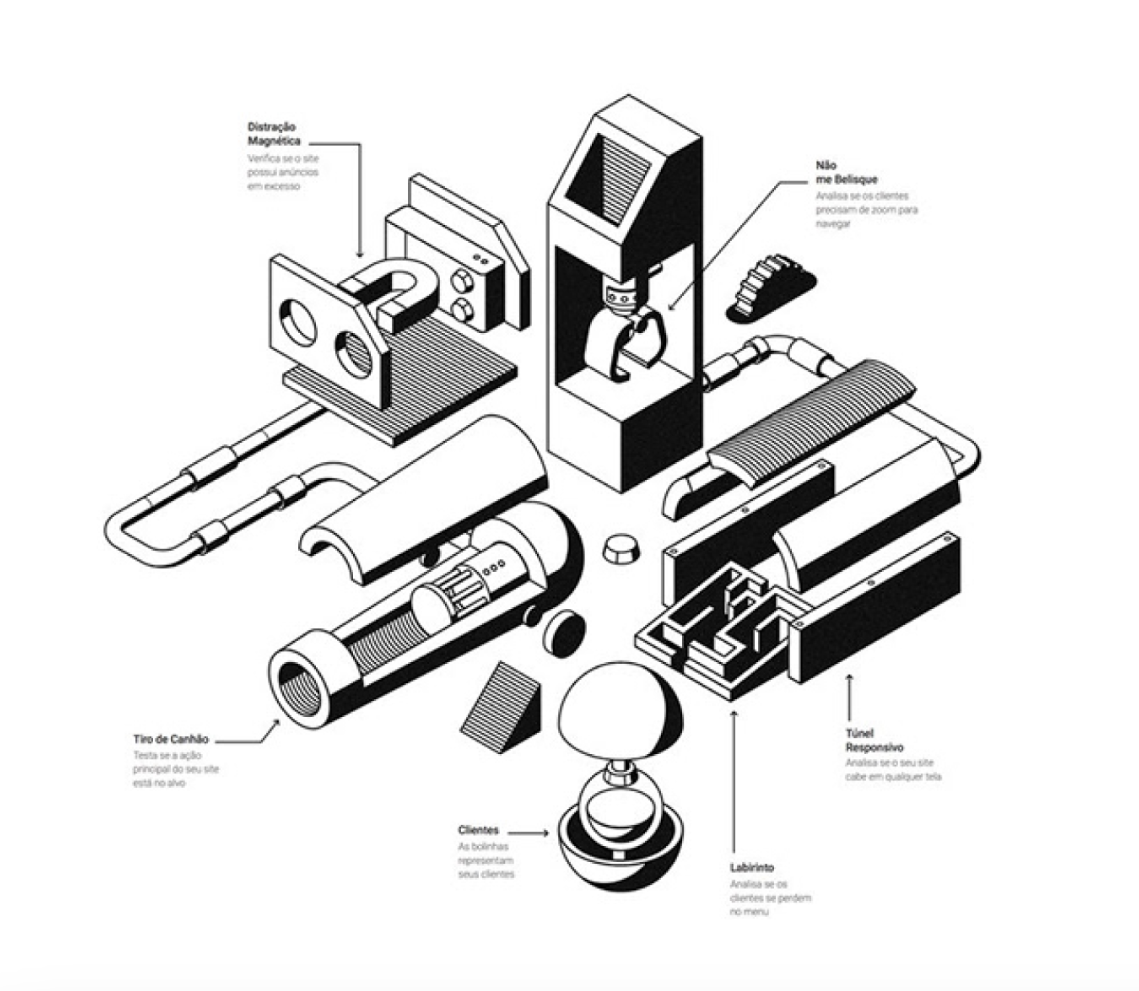 Distração
Magnética
Verifica se o site
possui anúncios
em excesso
Não
me Belisque
Analisa se os clientes
precisam de zoom para
navegar
Tiro de Canhão
Testa se a ação
principal do seu site
está no alvo
Túnel
Responsivo
Analisa se o seu site
cabe em qualquer tela
Clientes
As bolinhas
representam
seus clientes
Labirinto
Analisa se os
clientes se perdem
no menu